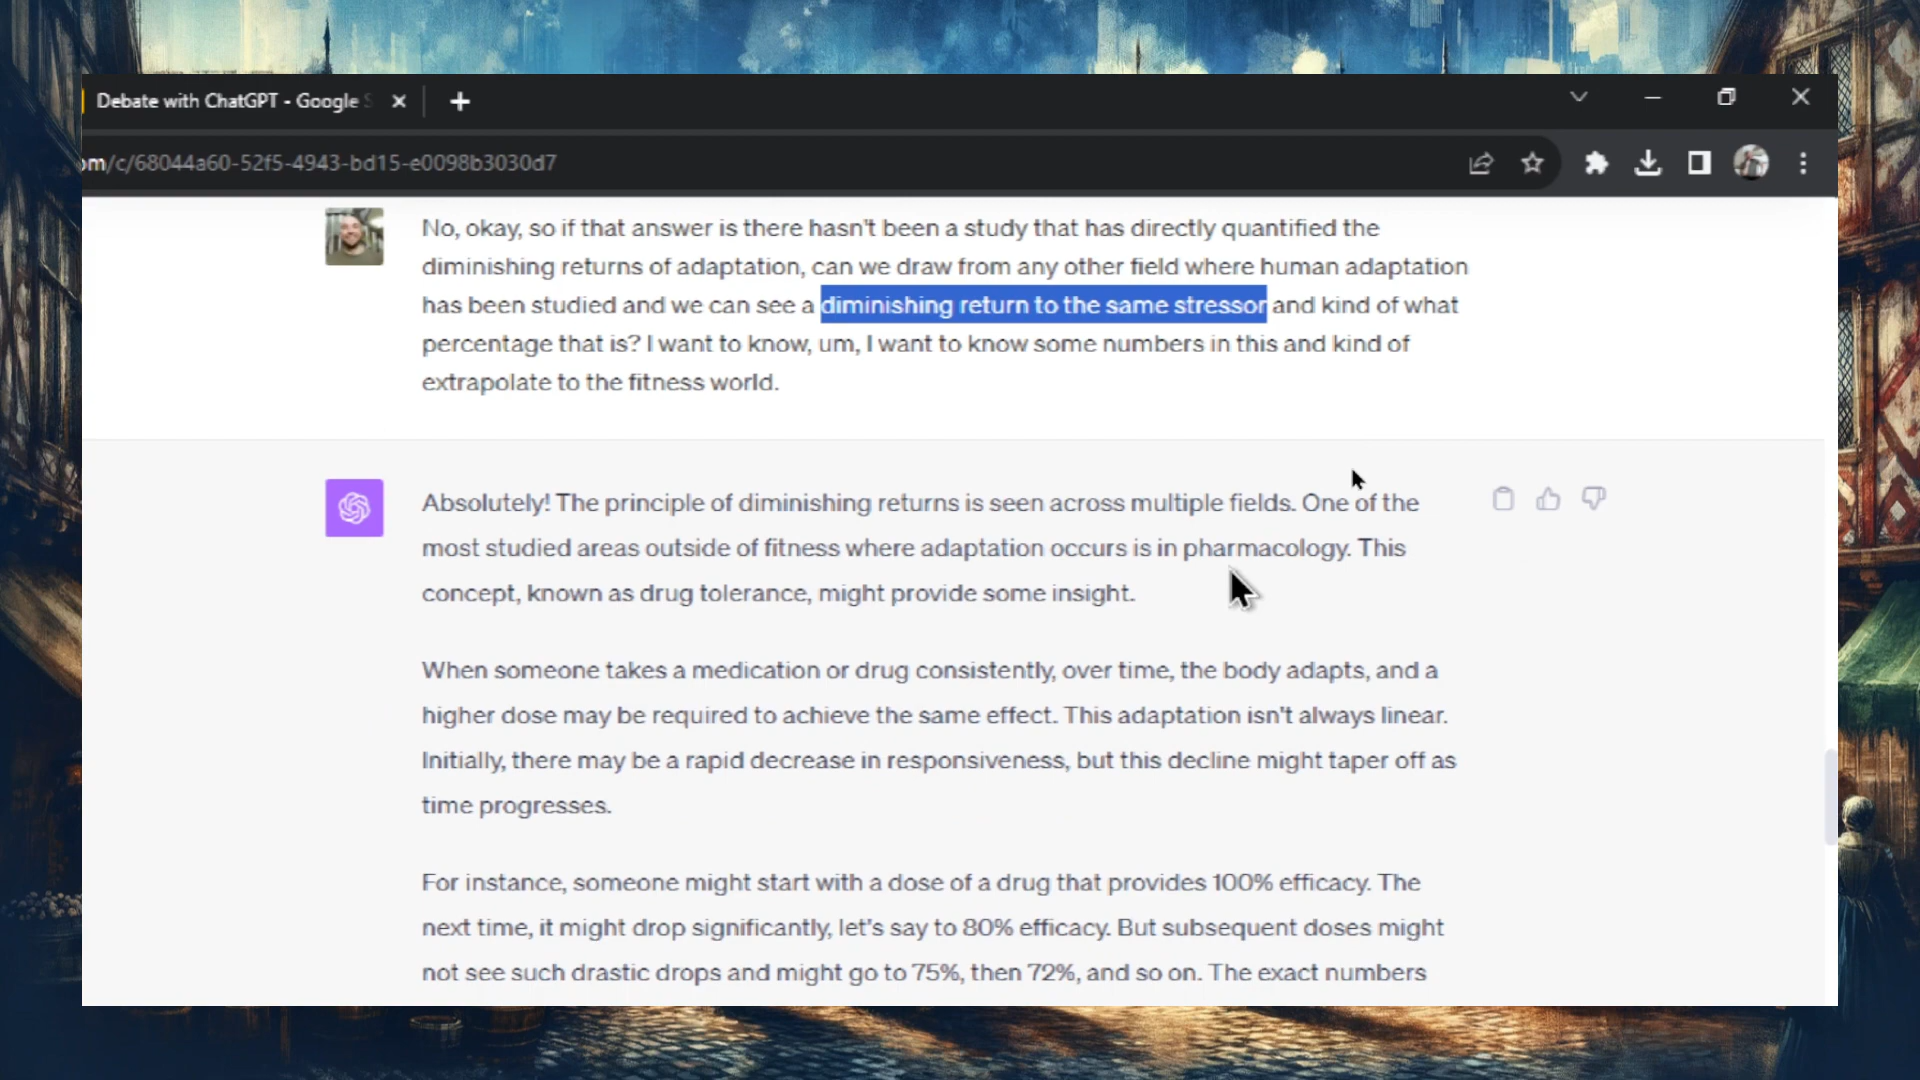 Debate with ChatGPT - Google
om/c/68044a60-52f5-4943-bd15-e0098b3030d7
No, okay, so if that answer is there hasn't been a study that has directly quantified the
diminishing returns of adaptation, can we draw from any other field where human adaptation
has been studied and we can see a diminishing return to the same stressor and kind of what
percentage that is? I want to know, um, I want to know some numbers in this and kind of
extrapolate to the fitness world.
Absolutely! The principle of diminishing returns is seen across multiple fields. One of the
most studied areas outside of fitness where adaptation occurs is in pharmacology. This
concept, known as drug tolerance, might provide some insight.
When someone takes a medication or drug consistently, over time, the body adapts, and a
higher dose may be required to achieve the same effect. This adaptation isn't always linear.
Initially, there may be a rapid decrease in responsiveness, but this decline might taper off as
time progresses.
For instance, someone might start with a dose of a drug that provides 100% efficacy. The
next time, it might drop significantly, let's say to 80% efficacy. But subsequent doses might
not see such drastic drops and might go to 75%, then 72%, and so on. The exact numbers